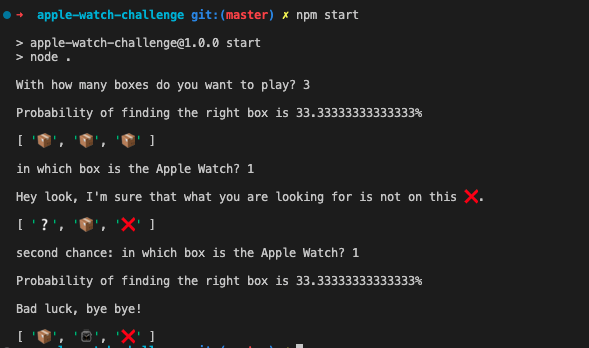 ➜ apple-watch-challenge git:(master) ✗ npm start
> apple-watch-challenge@1.0.0 start
> node .
With how many boxes do you want to play? 3
Probability of finding the right box is 33.33333333333333%
[ '📦', '📦', '📦' ]
in which box is the Apple Watch? 1
Hey look, I'm sure that what you are looking for is not on this ❌.
[ '❔', '📦', '❌' ]
second chance: in which box is the Apple Watch? 1
Probability of finding the right box is 33.33333333333333%
Bad luck, bye bye!
[ '📦', '⌚', '❌' ]